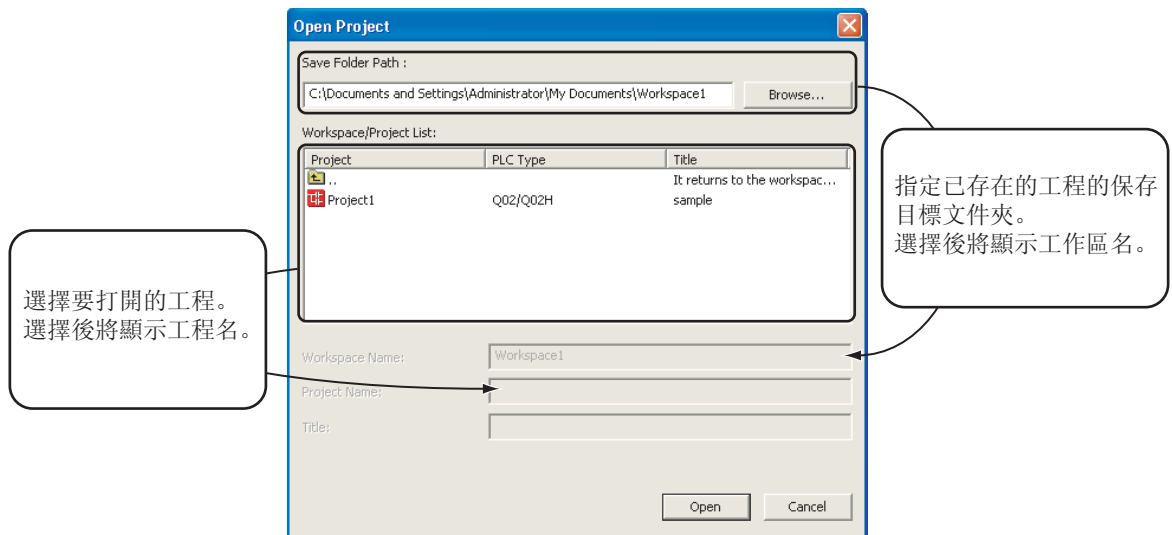 Open Project
Save Folder Path :
C:\Documents and Settings\Administrator\My Documents\Workspace1
Browse...
Workspace/Project List:
Project PLC Type Title
.. It returns to the workspac...
Project1 Q02/Q02H sample
指定已存在的工程的保存
目標文件夾。
選擇後將顯示工作區名。
選擇要打開的工程。
選擇後將顯示工程名。
Workspace Name: Workspace1
Project Name:
Title:
Open Cancel